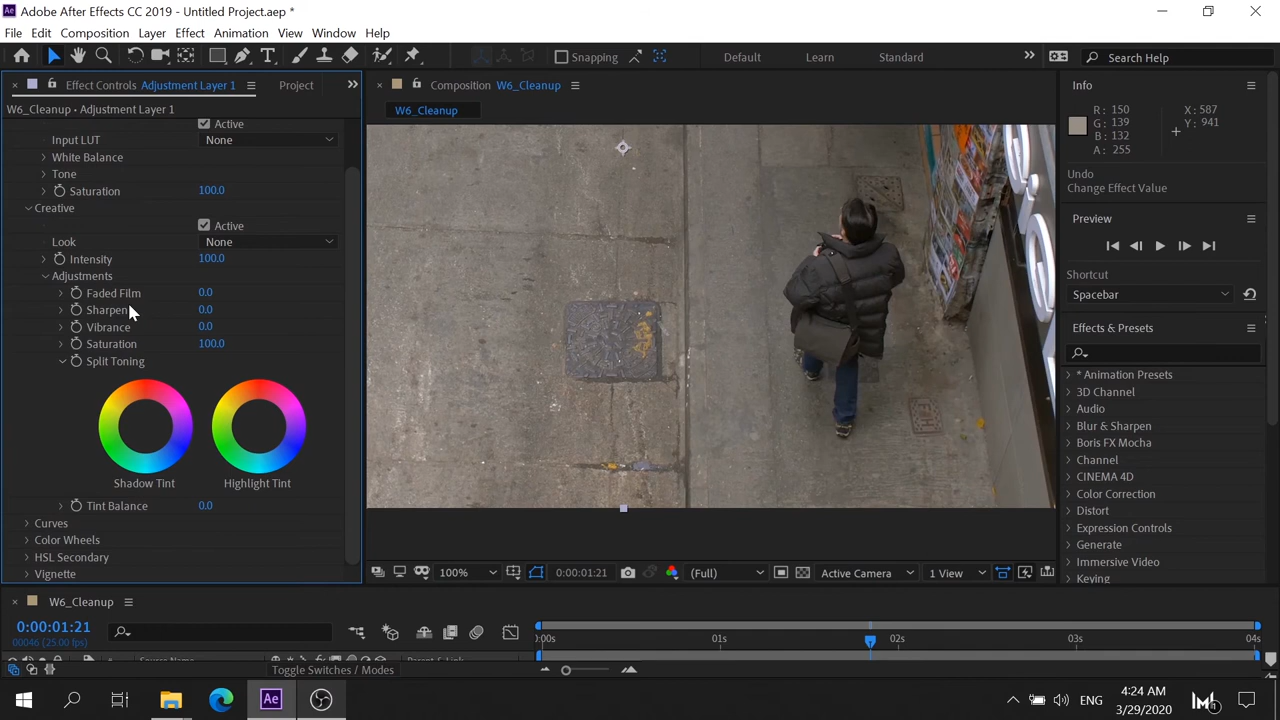 Adobe After Effects CC 2019 - Untitled Project.aep *
File Edit Composition Layer Effect Animation View Window Help
Snapping Default Learn Standard Search Help
Effect Controls Adjustment Layer 1 Project Composition W6_Cleanup Info
W6_Cleanup • Adjustment Layer 1 W6_Cleanup
R: 150 X: 587
G: 139 Y: 941
B: 132
A: 255
Active
Input LUT None
White Balance
Tone
Saturation 100.0
Creative
Active
Look None
Intensity 100.0
Adjustments
Faded Film 0.0
Sharpen 0.0
Vibrance 0.0
Saturation 100.0
Split Toning
Shadow Tint Highlight Tint
Tint Balance 0.0
Curves
Color Wheels
HSL Secondary
Vignette
Undo
Change Effect Value
Preview
Shortcut
Spacebar
Effects & Presets
* Animation Presets
3D Channel
Audio
Blur & Sharpen
Boris FX Mocha
Channel
CINEMA 4D
Color Correction
Distort
Expression Controls
Generate
Immersive Video
Keying
100% 0:00:01:21 (Full) Active Camera 1 View
W6_Cleanup
0:00:01:21
00046 (25.00 fps)
:00s 01s 02s 03s 04s
Toggle Switches / Modes
ENG
4:24 AM
3/29/2020